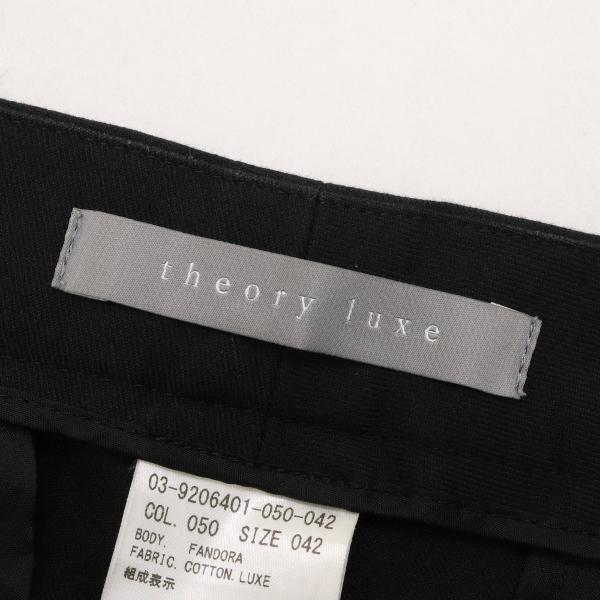 theory luxe
03-9206401-050-042
COL. 050 SIZE 042
BODY. FANDORA
FABRIC. COTTON. LUXE
組成表示